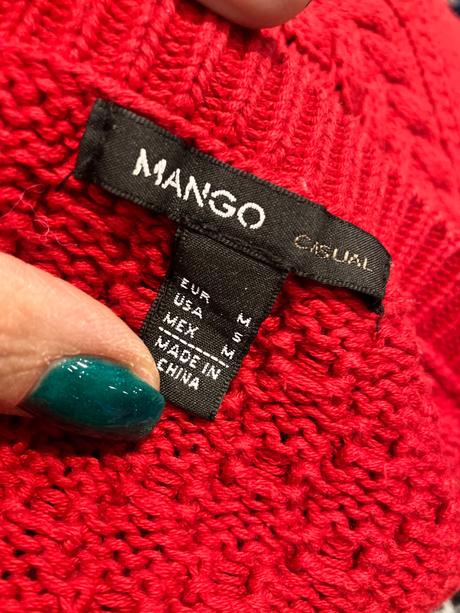 MANGO CASUAL
EUR M
USA S
MEX M
MADE IN
CHINA